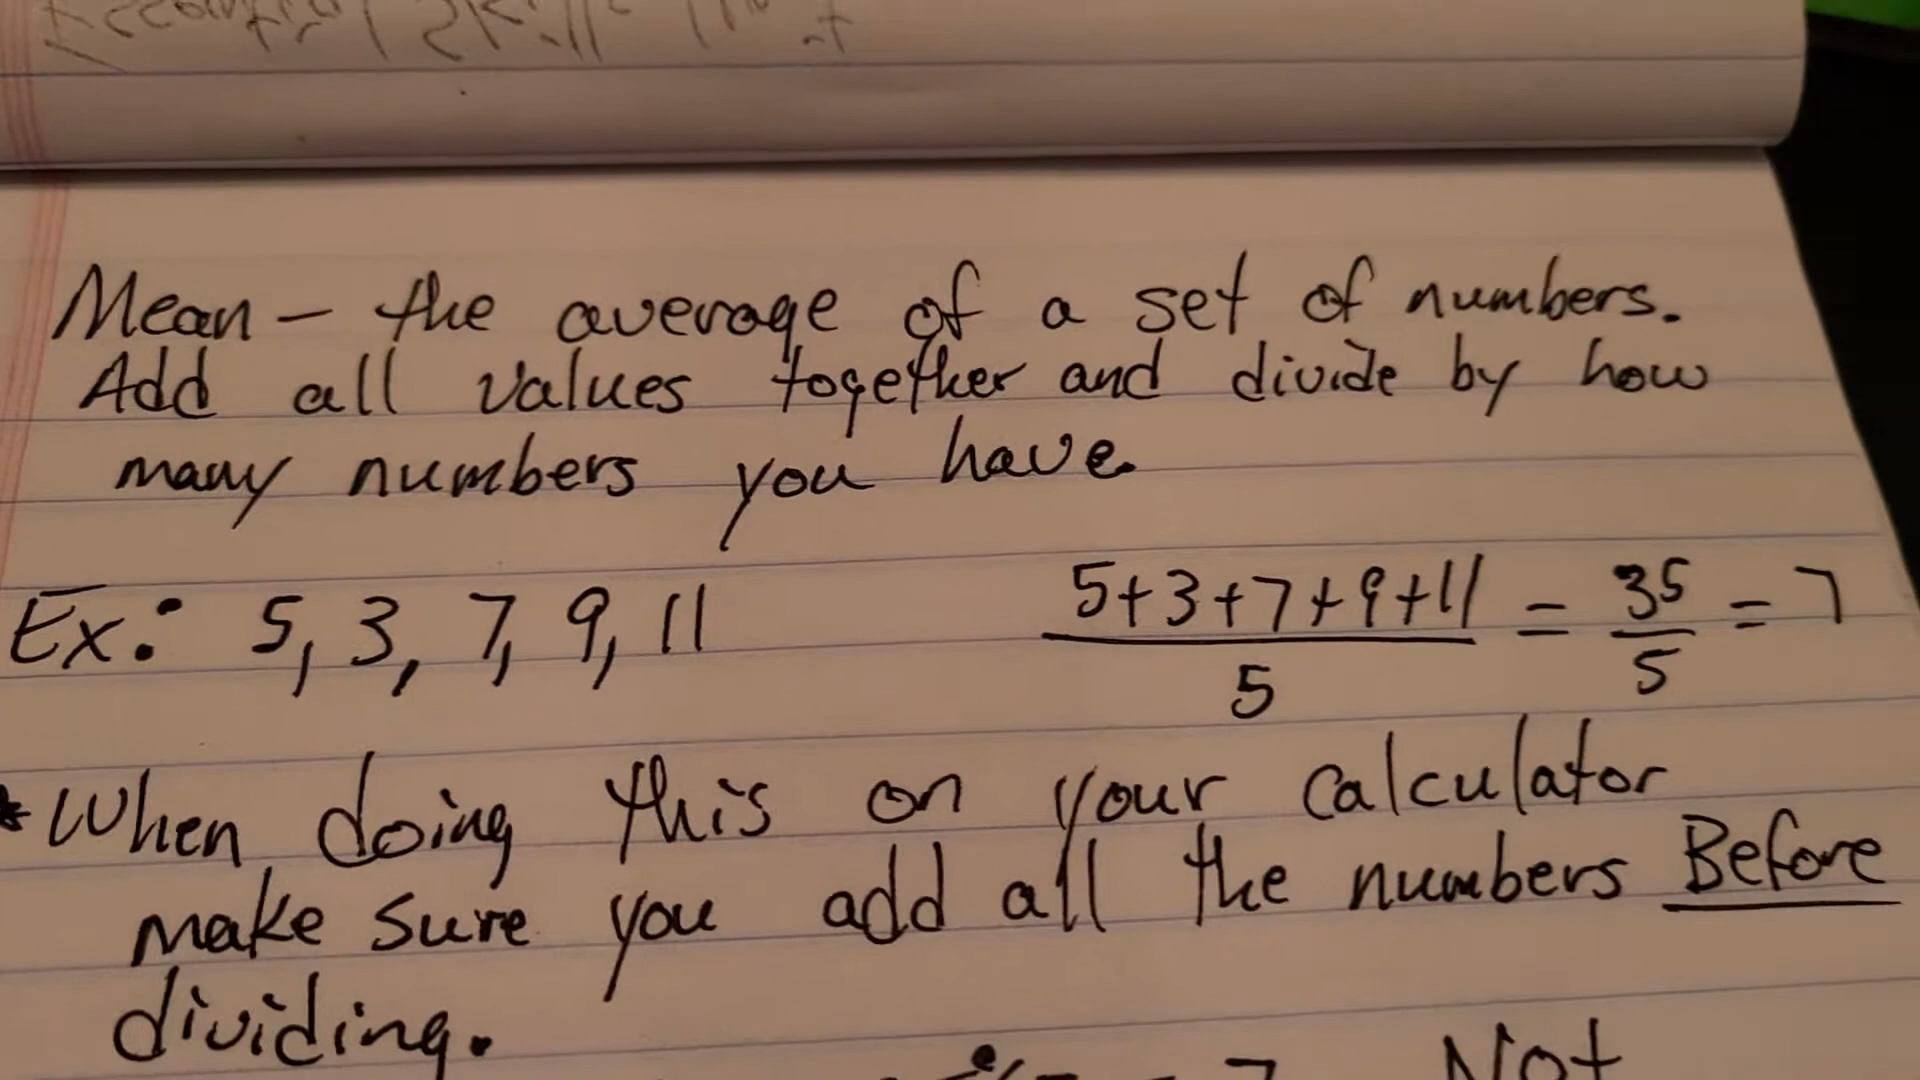 Mean - the average of a set of numbers.
Add all values together and divide by how
many numbers you have.
Ex: 5, 3, 7, 9, 11    5+3+7+9+11/5 = 35/5 = 7
* When doing this on your calculator
make sure you add all the numbers Before
dividing.
Not